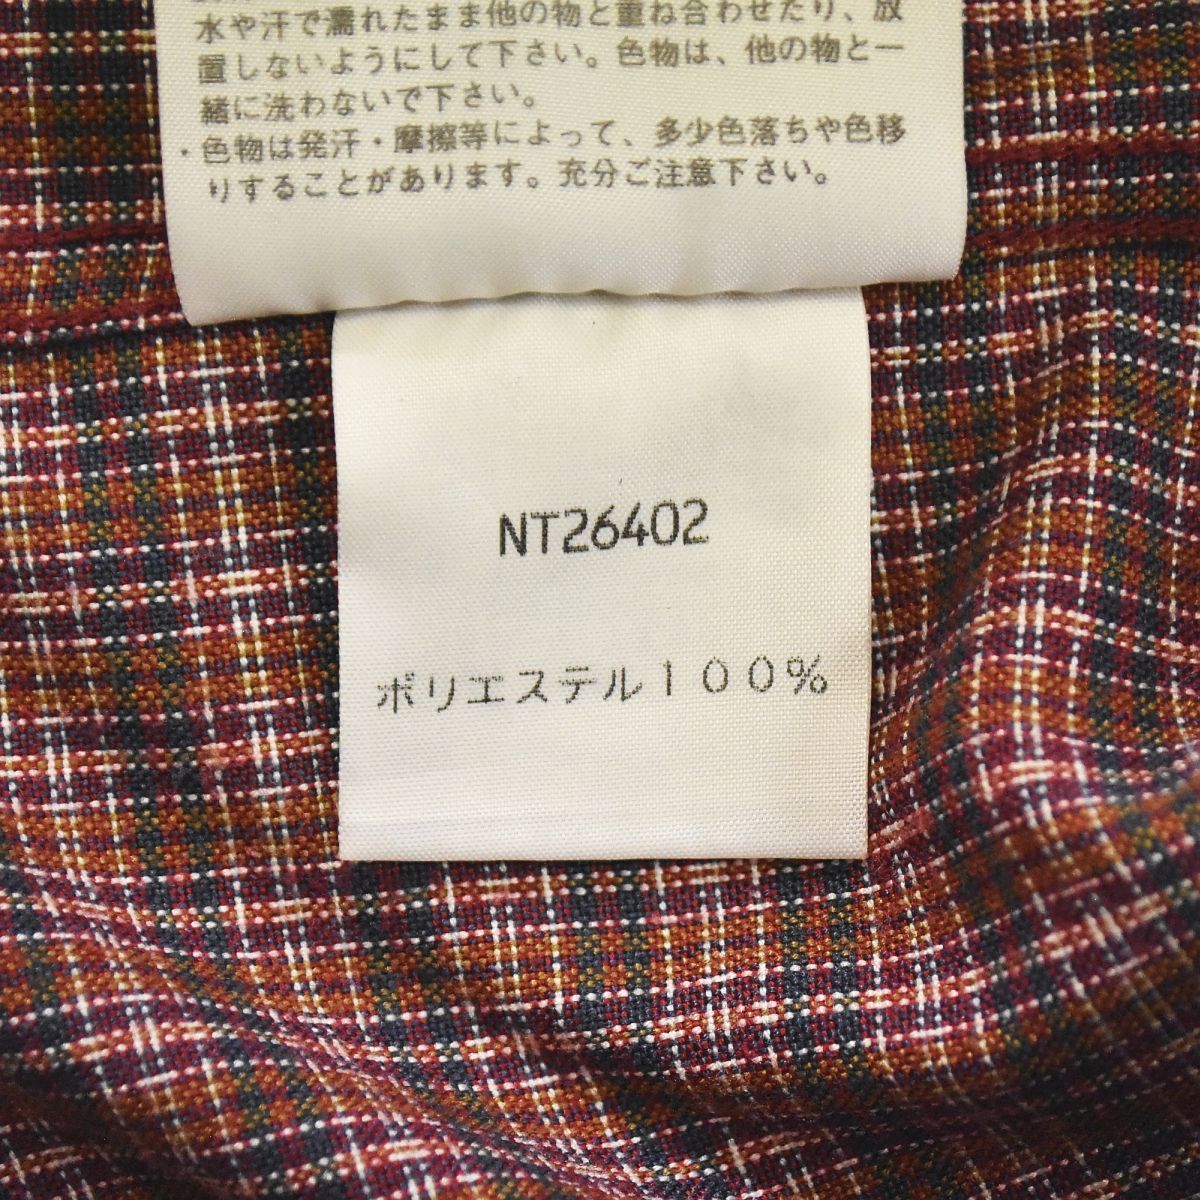 水や汗で濡れたまま他の物と重ね合わせたり、放
置しないようにして下さい。色物は、他の物と一
緒に洗わないで下さい。
・色物は発汗・摩擦等によって、多少色落ちや色移
りすることがあります。充分ご注意下さい。
NT26402
ポリエステル１００％